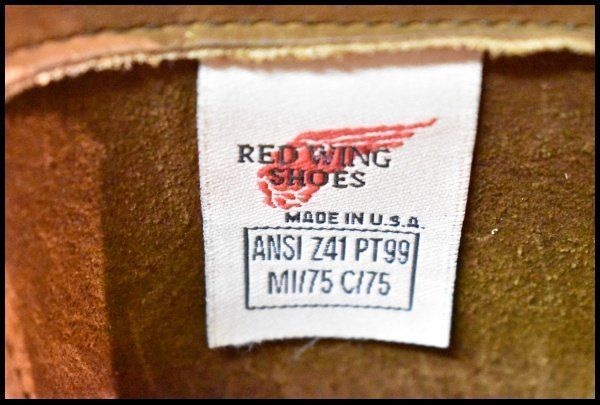 RED WING
SHOES
MADE IN U.S.A.
ANSI Z41 PT99
MI/75 C/75